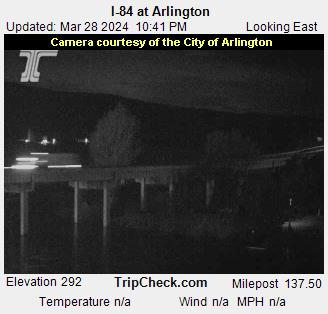 I-84 at Arlington
Updated: Mar 28 2024 10:41 PM Looking East
Camera courtesy of the City of Arlington
Elevation 292 TripCheck.com Milepost 137.50
Temperature n/a Wind n/a MPH n/a